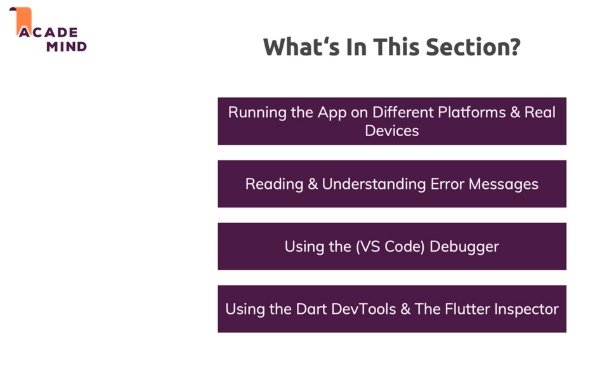 ACADE
MIND
What‘s In This Section?
Running the App on Different Platforms & Real
Devices
Reading & Understanding Error Messages
Using the (VS Code) Debugger
Using the Dart DevTools & The Flutter Inspector